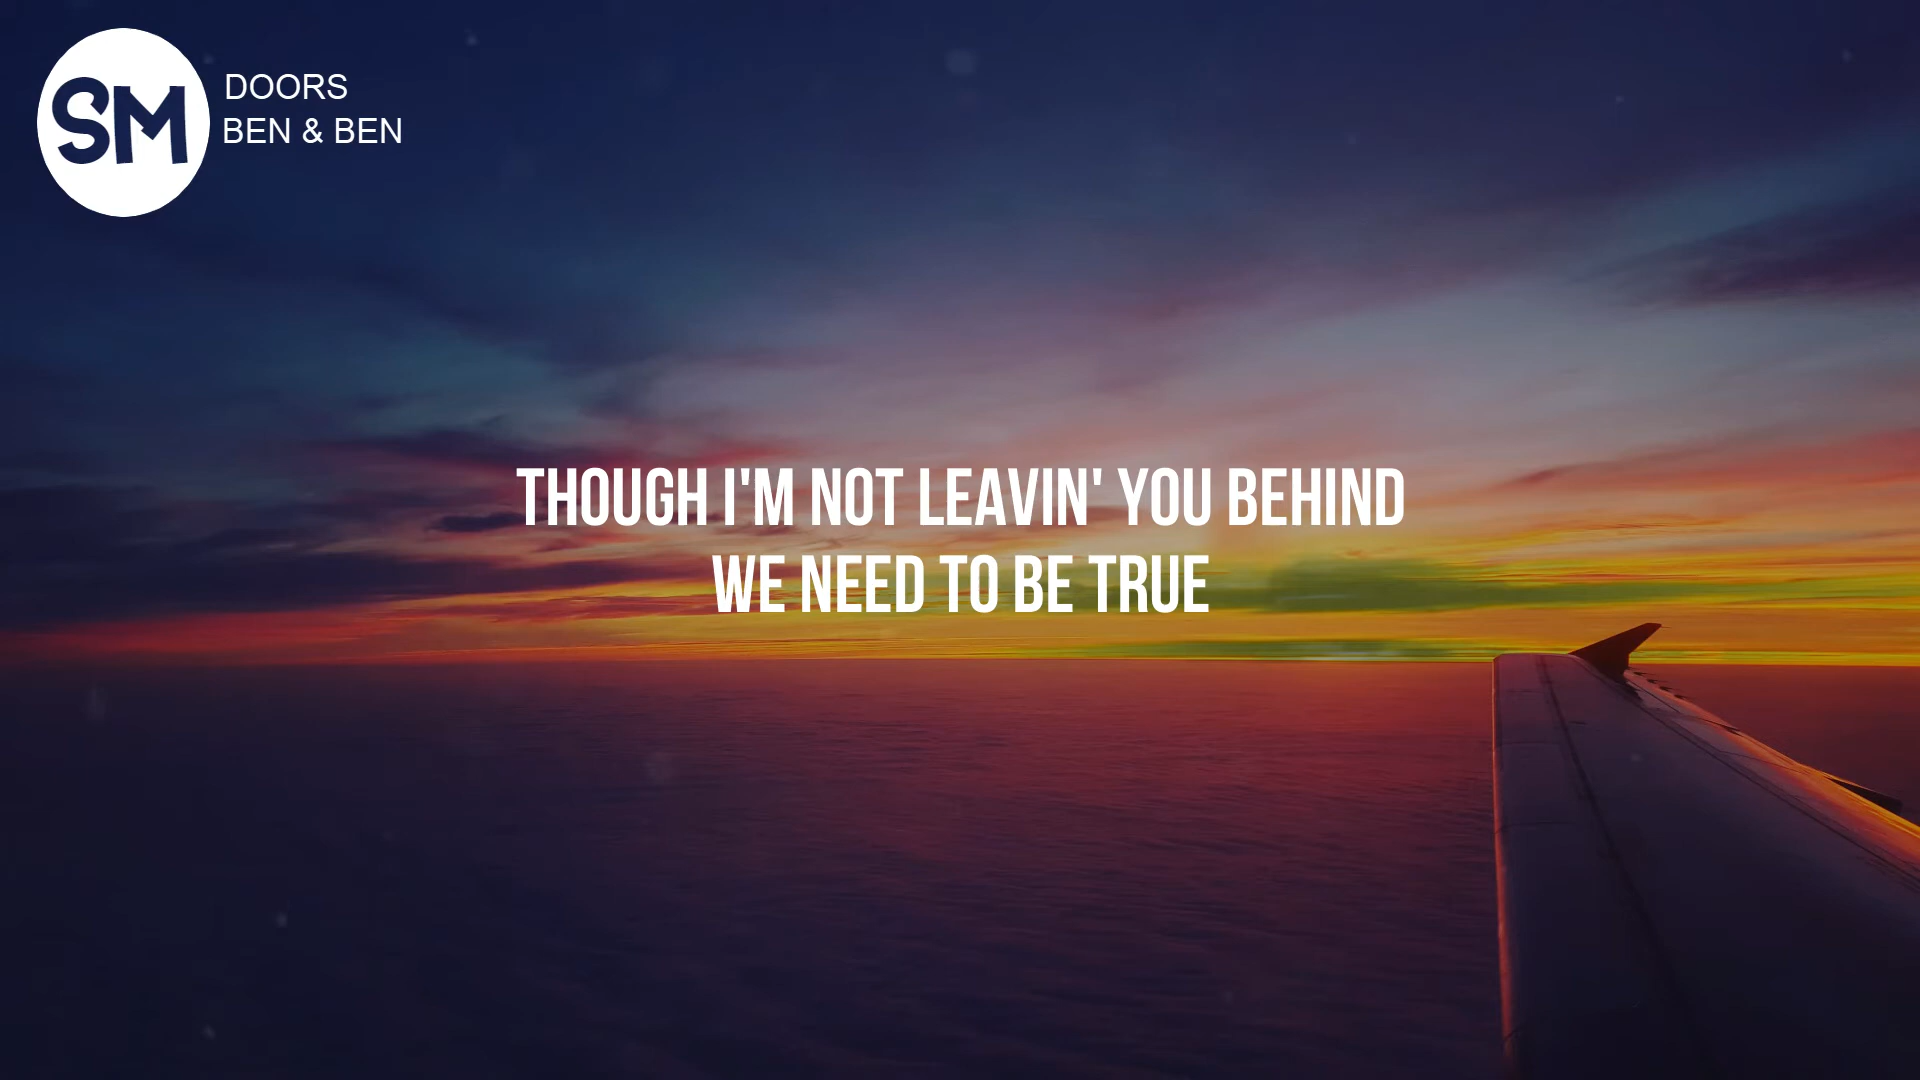 SM
DOORS
BEN & BEN
THOUGH I'M NOT LEAVIN' YOU BEHIND
WE NEED TO BE TRUE